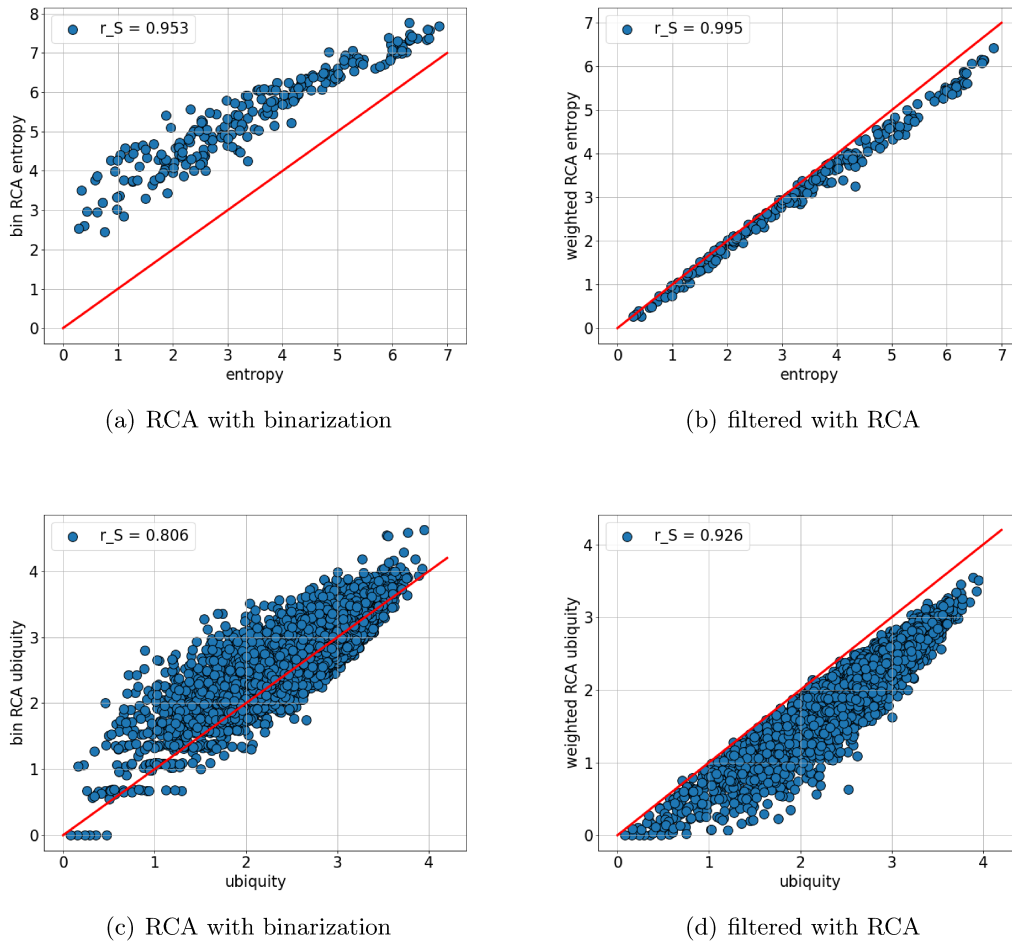 r_S = 0.953
8
7
6
5
4
3
2
1
0
bin RCA entropy
0 1 2 3 4 5 6 7
entropy
(a) RCA with binarization
r_S = 0.995
7
6
5
4
3
2
1
0
weighted RCA entropy
0 1 2 3 4 5 6 7
entropy
(b) filtered with RCA
r_S = 0.806
4
3
2
1
0
bin RCA ubiquity
0 1 2 3 4
ubiquity
(c) RCA with binarization
r_S = 0.926
4
3
2
1
0
weighted RCA ubiquity
0 1 2 3 4
ubiquity
(d) filtered with RCA